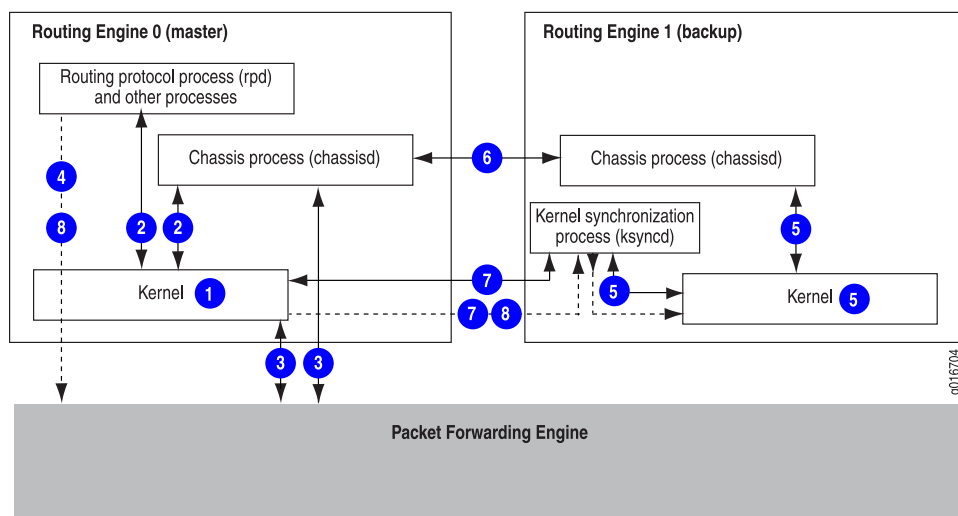 Routing Engine 0 (master)
Routing Engine 1 (backup)
Routing protocol process (rpd)
and other processes
Chassis process (chassisd)
6
Chassis process (chassisd)
4
8
2
2
Kernel synchronization
process (ksyncd)
5
Kernel 1
7
7 8
5
Kernel 5
3
3
g016704
Packet Forwarding Engine